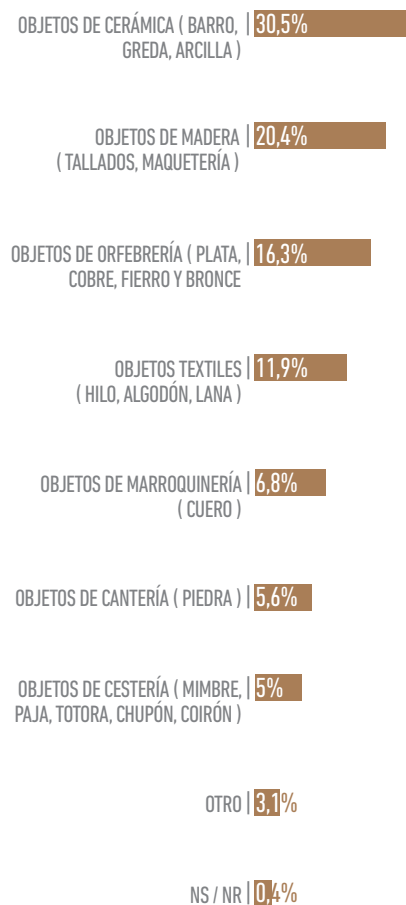 OBJETOS DE CERÁMICA ( BARRO, | 30,5%
GREDA, ARCILLA )
OBJETOS DE MADERA | 20,4%
( TALLADOS, MAQUETERÍA )
OBJETOS DE ORFEBRERÍA ( PLATA, | 16,3%
COBRE, FIERRO Y BRONCE
OBJETOS TEXTILES | 11,9%
( HILO, ALGODÓN, LANA )
OBJETOS DE MARROQUINERÍA | 6,8%
( CUERO )
OBJETOS DE CANTERÍA ( PIEDRA ) | 5,6%
OBJETOS DE CESTERÍA ( MIMBRE, | 5%
PAJA, TOTORA, CHUPÓN, COIRÓN )
OTRO | 3,1%
NS / NR | 0,4%